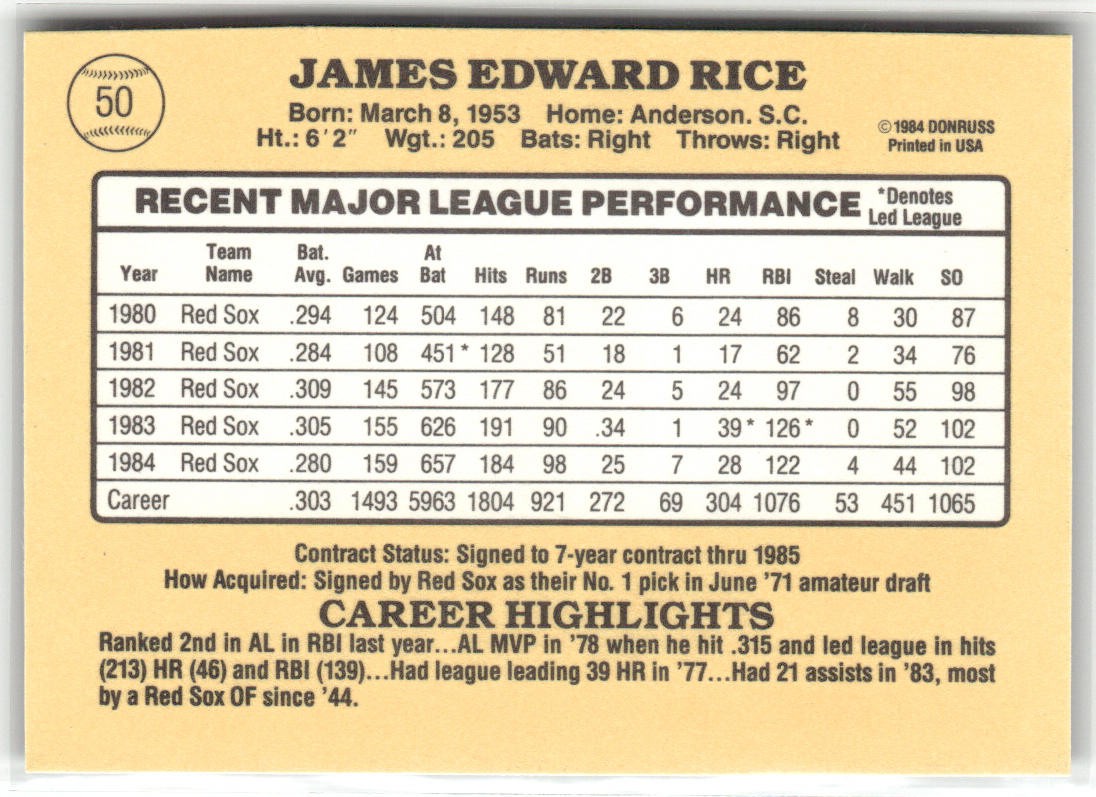 50
JAMES EDWARD RICE
Born: March 8, 1953 Home: Anderson. S.C.
Ht.: 6'2" Wgt.: 205 Bats: Right Throws: Right
©1984 DONRUSS
Printed in USA
RECENT MAJOR LEAGUE PERFORMANCE *Denotes Led League
Year Team Name Bat. Avg. Games At Bat Hits Runs 2B 3B HR RBI Steal Walk SO
1980 Red Sox .294 124 504 148 81 22 6 24 86 8 30 87
1981 Red Sox .284 108 451* 128 51 18 1 17 62 2 34 76
1982 Red Sox .309 145 573 177 86 24 5 24 97 0 55 98
1983 Red Sox .305 155 626 191 90 .34 1 39* 126* 0 52 102
1984 Red Sox .280 159 657 184 98 25 7 28 122 4 44 102
Career .303 1493 5963 1804 921 272 69 304 1076 53 451 1065
Contract Status: Signed to 7-year contract thru 1985
How Acquired: Signed by Red Sox as their No. 1 pick in June '71 amateur draft
CAREER HIGHLIGHTS
Ranked 2nd in AL in RBI last year...AL MVP in '78 when he hit .315 and led league in hits
(213) HR (46) and RBI (139)...Had league leading 39 HR in '77...Had 21 assists in '83, most
by a Red Sox OF since '44.